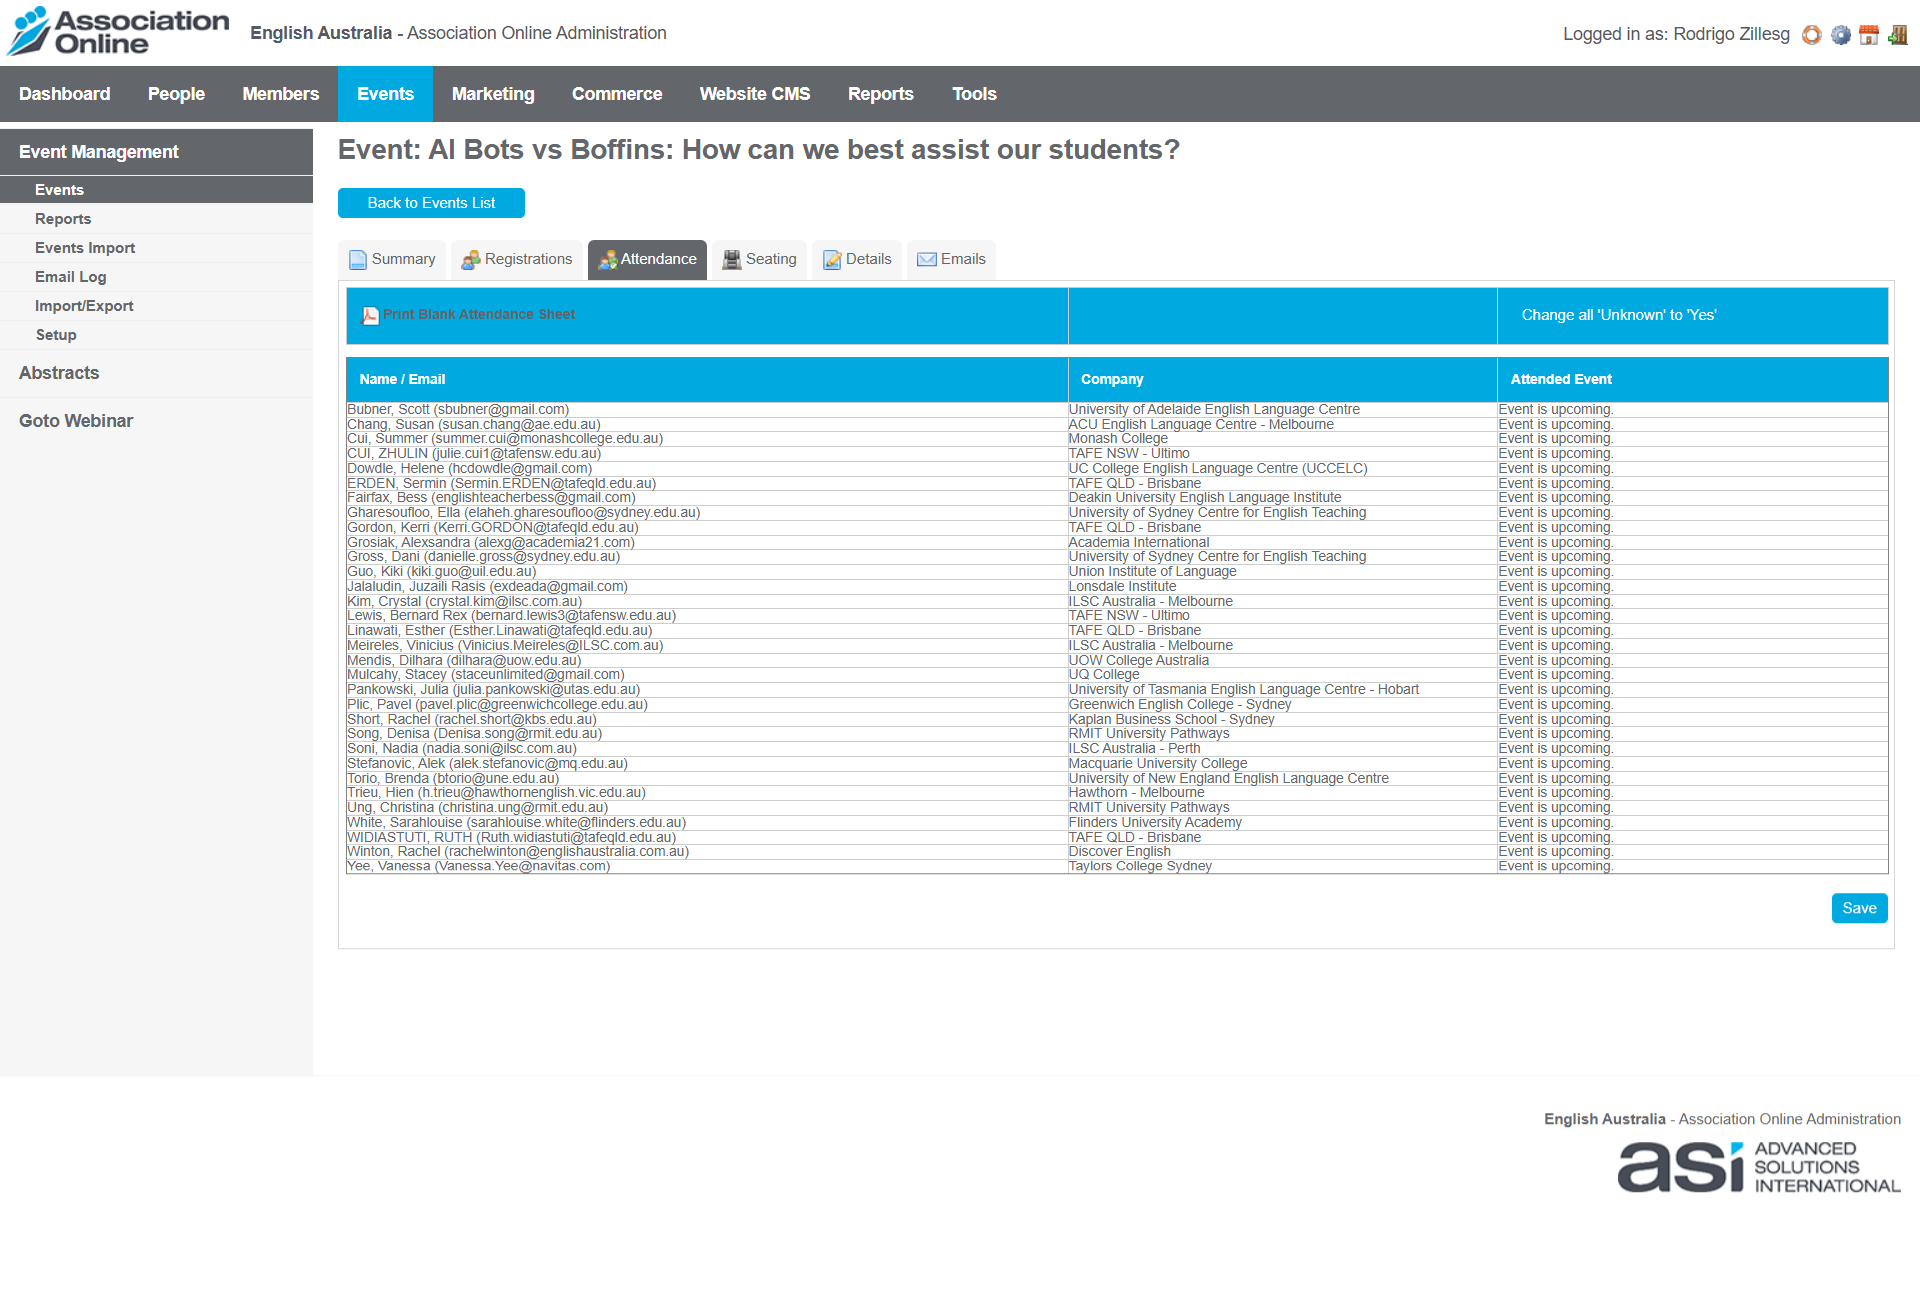 Association
Online
English Australia - Association Online Administration
Logged in as: Rodrigo Zillesg
Dashboard People Members Events Marketing Commerce Website CMS Reports Tools
Event Management
Events
Reports
Events Import
Email Log
Import/Export
Setup
Abstracts
Goto Webinar
Event: AI Bots vs Boffins: How can we best assist our students?
Back to Events List
Summary Registrations Attendance Seating Details Emails
Print Blank Attendance Sheet Change all 'Unknown' to 'Yes'
Name / Email Company Attended Event
Bubner, Scott (sbubner@gmail.com) University of Adelaide English Language Centre Event is upcoming.
Chang, Susan (susan.chang@ae.edu.au) ACU English Language Centre - Melbourne Event is upcoming.
Cui, Summer (summer.cui@monashcollege.edu.au) Monash College Event is upcoming.
CUI, ZHULIN (julie.cui1@tafensw.edu.au) TAFE NSW - Ultimo Event is upcoming.
Dowdle, Helene (hcdowdle@gmail.com) UC College English Language Centre (UCCELC) Event is upcoming.
ERDEN, Sermin (Sermin.ERDEN@tafeqld.edu.au) TAFE QLD - Brisbane Event is upcoming.
Fairfax, Bess (englishteacherbess@gmail.com) Deakin University English Language Institute Event is upcoming.
Gharesoufloo, Ella (elaheh.gharesoufloo@sydney.edu.au) University of Sydney Centre for English Teaching Event is upcoming.
Gordon, Kerri (Kerri.GORDON@tafeqld.edu.au) TAFE QLD - Brisbane Event is upcoming.
Grosiak, Alexsandra (alexg@academia21.com) Academia International Event is upcoming.
Gross, Dani (danielle.gross@sydney.edu.au) University of Sydney Centre for English Teaching Event is upcoming.
Guo, Kiki (kiki.guo@uil.edu.au) Union Institute of Language Event is upcoming.
Jalaludin, Juzaili Rasis (exdeada@gmail.com) Lonsdale Institute Event is upcoming.
Kim, Crystal (crystal.kim@ilsc.com.au) ILSC Australia - Melbourne Event is upcoming.
Lewis, Bernard Rex (bernard.lewis3@tafensw.edu.au) TAFE NSW - Ultimo Event is upcoming.
Linawati, Esther (Esther.Linawati@tafeqld.edu.au) TAFE QLD - Brisbane Event is upcoming.
Meireles, Vinicius (Vinicius.Meireles@ILSC.com.au) ILSC Australia - Melbourne Event is upcoming.
Mendis, Dilhara (dilhara@uow.edu.au) UOW College Australia Event is upcoming.
Mulcahy, Stacey (staceunlimited@gmail.com) UQ College Event is upcoming.
Pankowski, Julia (julia.pankowski@utas.edu.au) University of Tasmania English Language Centre - Hobart Event is upcoming.
Plic, Pavel (pavel.plic@greenwichcollege.edu.au) Greenwich English College - Sydney Event is upcoming.
Short, Rachel (rachel.short@kbs.edu.au) Kaplan Business School - Sydney Event is upcoming.
Song, Denisa (Denisa.song@rmit.edu.au) RMIT University Pathways Event is upcoming.
Soni, Nadia (nadia.soni@ilsc.com.au) ILSC Australia - Perth Event is upcoming.
Stefanovic, Alek (alek.stefanovic@mq.edu.au) Macquarie University College Event is upcoming.
Torio, Brenda (btorio@une.edu.au) University of New England English Language Centre Event is upcoming.
Trieu, Hien (h.trieu@hawthornenglish.vic.edu.au) Hawthorn - Melbourne Event is upcoming.
Ung, Christina (christina.ung@rmit.edu.au) RMIT University Pathways Event is upcoming.
White, Sarahlouise (sarahlouise.white@flinders.edu.au) Flinders University Academy Event is upcoming.
WIDIASTUTI, RUTH (Ruth.widiastuti@tafeqld.edu.au) TAFE QLD - Brisbane Event is upcoming.
Winton, Rachel (rachelwinton@englishaustralia.com.au) Discover English Event is upcoming.
Yee, Vanessa (Vanessa.Yee@navitas.com) Taylors College Sydney Event is upcoming.
Save
English Australia - Association Online Administration
asi ADVANCED
SOLUTIONS
INTERNATIONAL